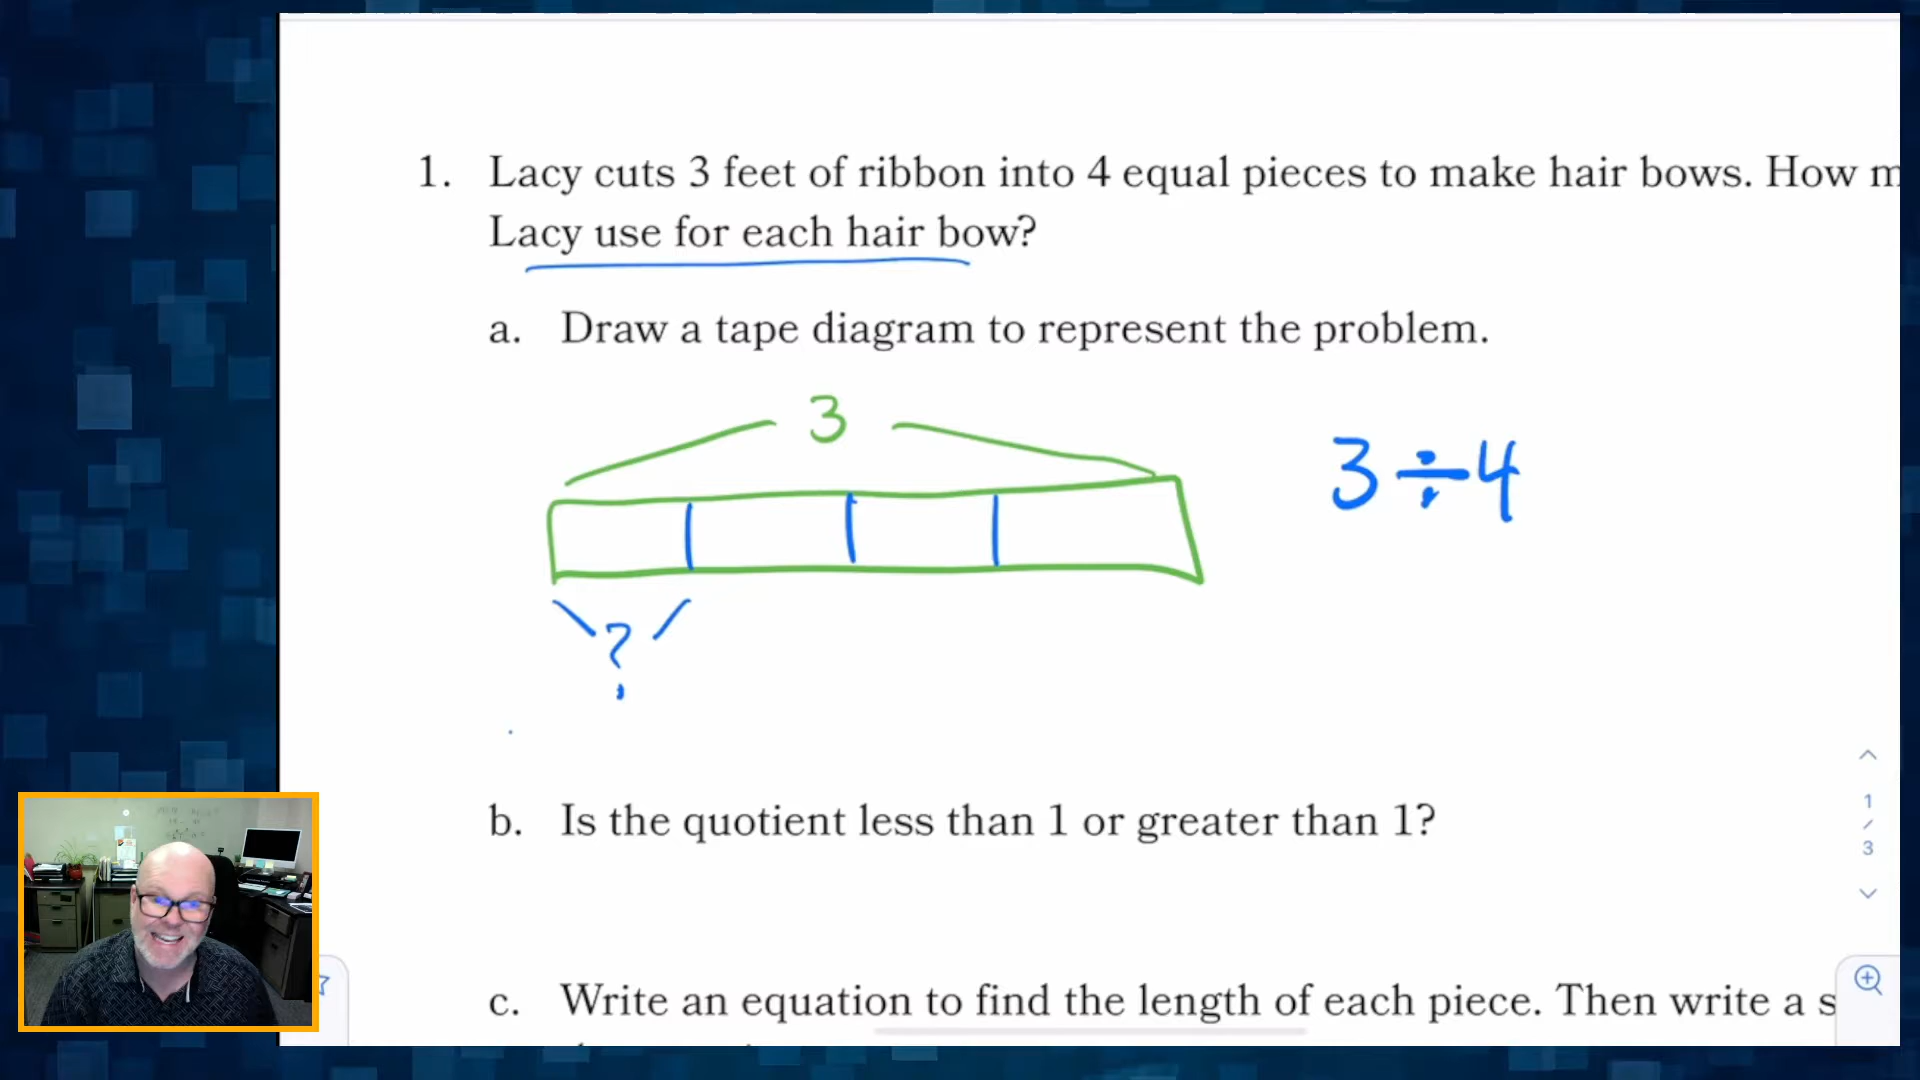 1. Lacy cuts 3 feet of ribbon into 4 equal pieces to make hair bows. How m
Lacy use for each hair bow?
a. Draw a tape diagram to represent the problem.
3
3 ÷ 4
?
b. Is the quotient less than 1 or greater than 1?
1
/
3
c. Write an equation to find the length of each piece. Then write a s